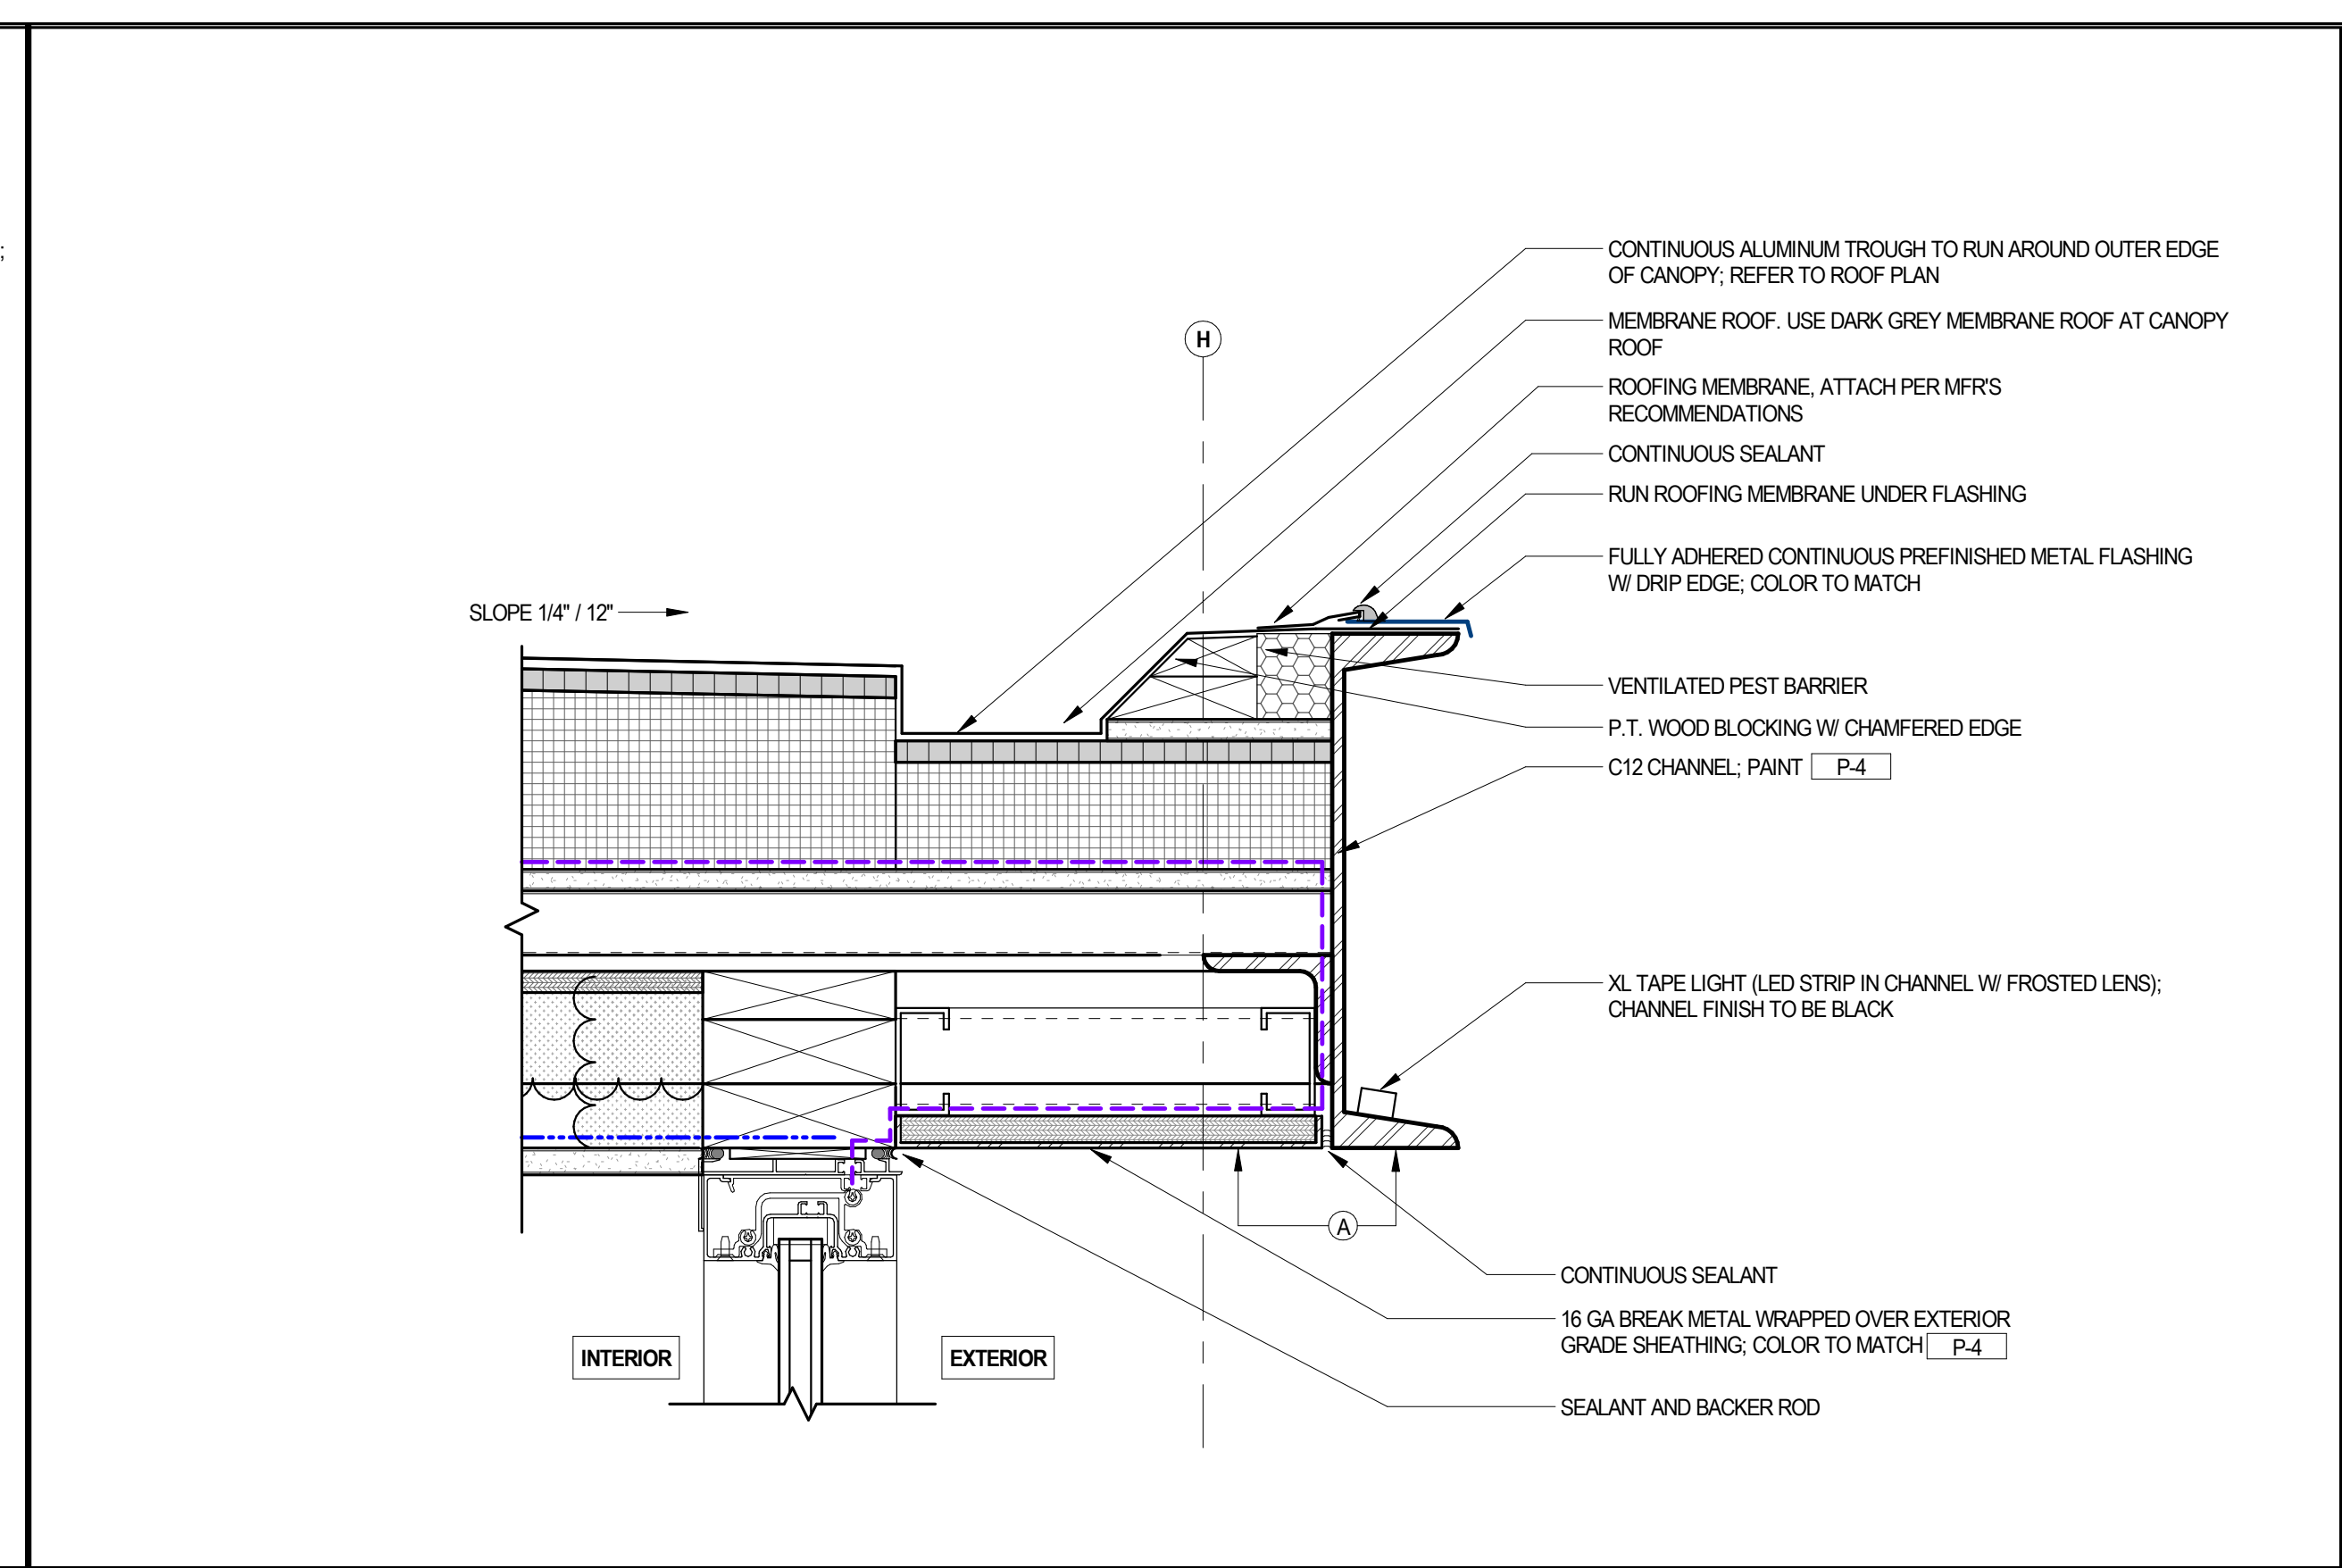 ;
CONTINUOUS ALUMINUM TROUGH TO RUN AROUND OUTER EDGE
OF CANOPY; REFER TO ROOF PLAN
H
MEMBRANE ROOF. USE DARK GREY MEMBRANE ROOF AT CANOPY
ROOF
ROOFING MEMBRANE, ATTACH PER MFR'S
RECOMMENDATIONS
CONTINUOUS SEALANT
RUN ROOFING MEMBRANE UNDER FLASHING
FULLY ADHERED CONTINUOUS PREFINISHED METAL FLASHING
W/ DRIP EDGE; COLOR TO MATCH
SLOPE 1/4" / 12"
VENTILATED PEST BARRIER
P.T. WOOD BLOCKING W/ CHAMFERED EDGE
C12 CHANNEL; PAINT P-4
XL TAPE LIGHT (LED STRIP IN CHANNEL W/ FROSTED LENS);
CHANNEL FINISH TO BE BLACK
A
CONTINUOUS SEALANT
16 GA BREAK METAL WRAPPED OVER EXTERIOR
GRADE SHEATHING; COLOR TO MATCH P-4
INTERIOR
EXTERIOR
SEALANT AND BACKER ROD